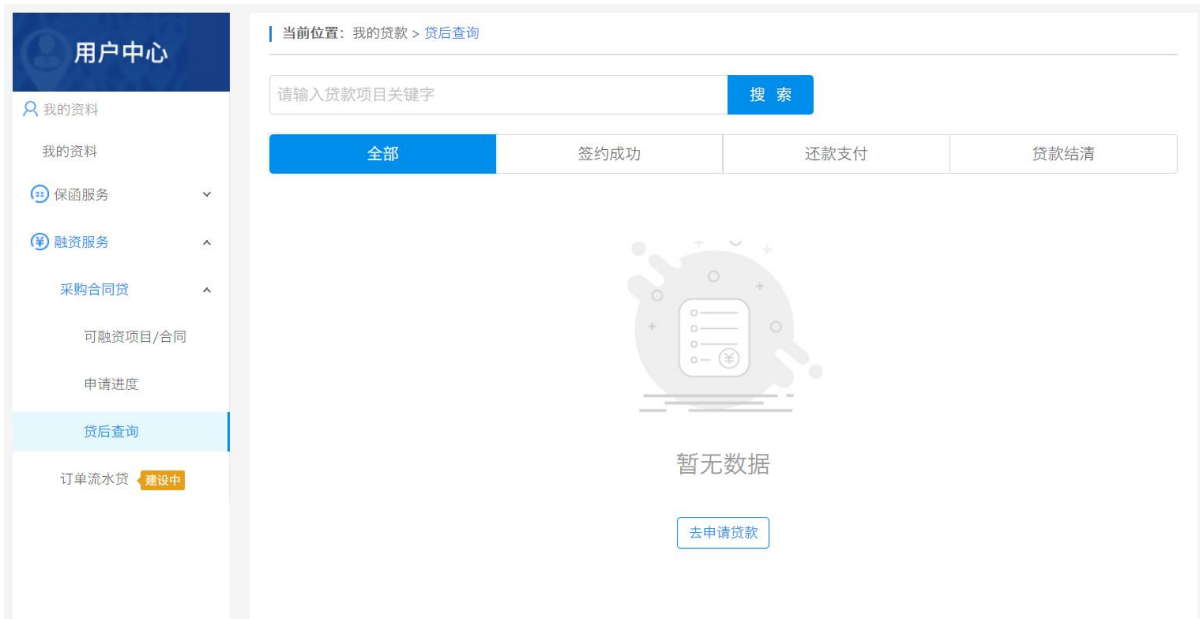 用户中心
我的资料
我的资料
保函服务
融资服务
采购合同贷
可融资项目/合同
申请进度
贷后查询
订单流水贷 建设中
当前位置：我的贷款 > 贷后查询
请输入贷款项目关键字 搜 索
全部 签约成功 还款支付 贷款结清
¥
暂无数据
去申请贷款